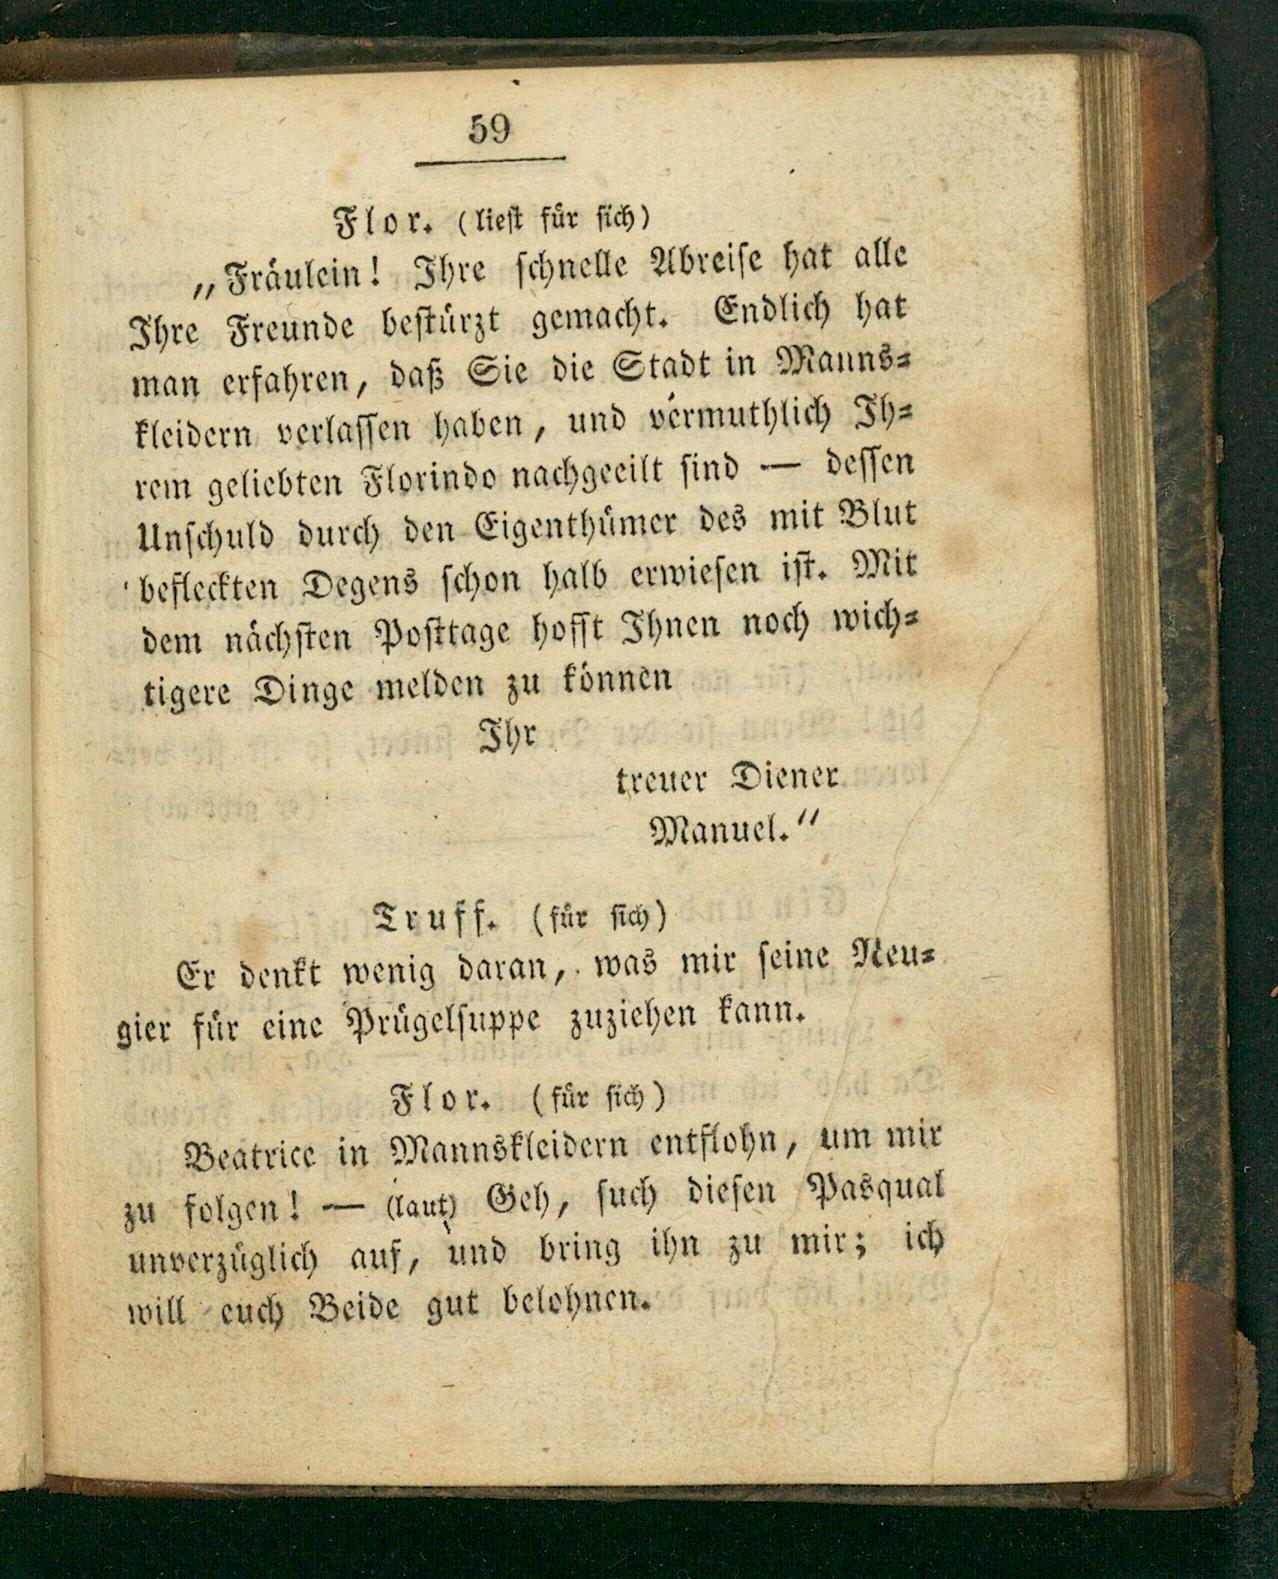 59
Flor. (liest für sich)
„Fräulein! Ihre schnelle Abreise hat alle
Ihre Freunde bestürzt gemacht. Endlich hat
man erfahren, daß Sie die Stadt in Manns-
kleidern verlassen haben, und vermuthlich Ih-
rem geliebten Florindo nachgeeilt sind — dessen
Unschuld durch den Eigenthümer des mit Blut
befleckten Degens schon halb erwiesen ist. Mit
dem nächsten Posttage hofft Ihnen noch wich-
tigere Dinge melden zu können
Ihr
treuer Diener
Manuel.“
Truff. (für sich)
Er denkt wenig daran, was mir seine Neu-
gier für eine Prügelsuppe zuziehen kann.
Flor. (für sich)
Beatrice in Mannskleidern entflohn, um mir
zu folgen! — (laut) Geh, such diesen Pasqual
unverzüglich auf, und bring ihn zu mir; ich
will euch Beide gut belohnen.